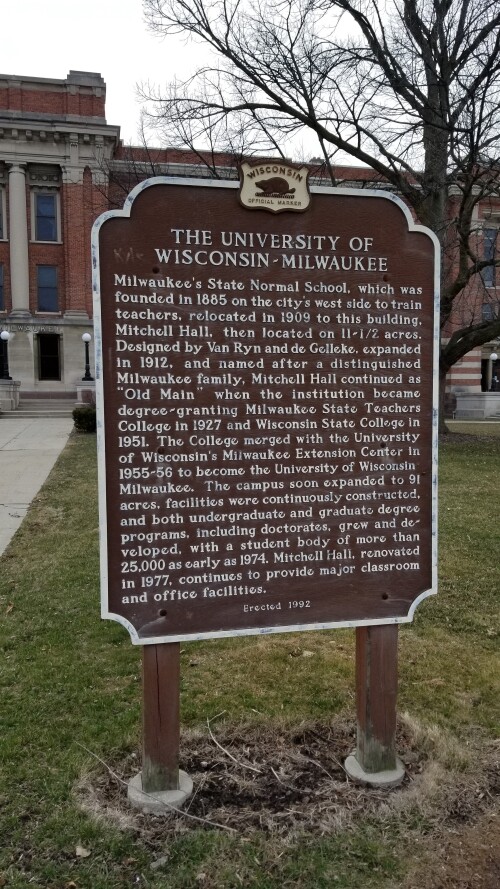 WISCONSIN
OFFICIAL MARKER
THE UNIVERSITY OF
WISCONSIN-MILWAUKEE
Milwaukee's State Normal School, which was
founded in 1885 on the city's west side to train
teachers, relocated in 1909 to this building,
Mitchell Hall, then located on 11-1/2 acres.
Designed by Van Ryn and de Gelleke, expanded
in 1912, and named after a distinguished
Milwaukee family, Mitchell Hall continued as
"Old Main" when the institution became
degree-granting Milwaukee State Teachers
College in 1927 and Wisconsin State College in
1951. The College merged with the University
of Wisconsin's Milwaukee Extension Center in
1955-56 to become the University of Wisconsin
Milwaukee. The campus soon expanded to 91
acres, facilities were continuously constructed,
and both undergraduate and graduate degree
programs, including doctorates, grew and de-
veloped, with a student body of more than
25,000 as early as 1974. Mitchell Hall, renovated
in 1977, continues to provide major classroom
and office facilities.
Erected 1992